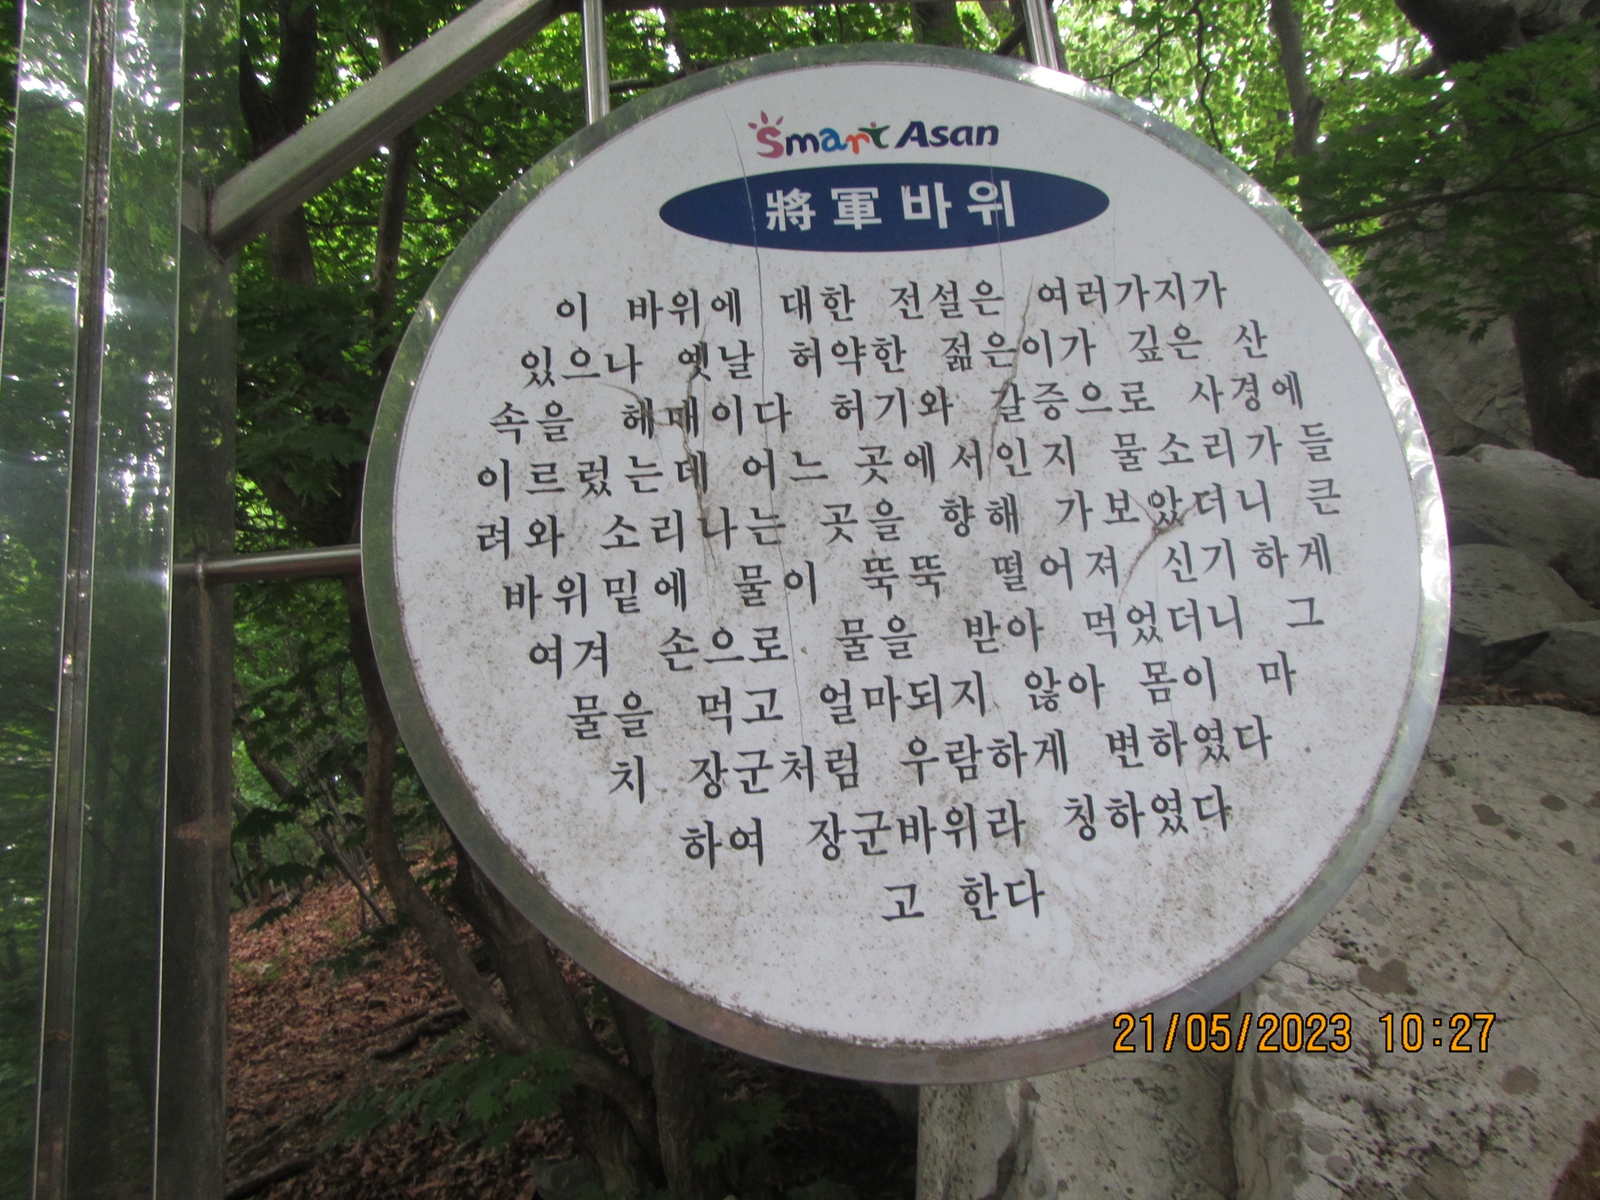 Smart Asan
將軍바위
이 바위에 대한 전설은 여러가지가
있으나 옛날 허약한 젊은이가 깊은 산
속을 헤매이다 허기와 갈증으로 사경에
이르렀는데 어느 곳에서인지 물소리가 들
려와 소리나는 곳을 향해 가보았더니 큰
바위밑에 물이 뚝뚝 떨어져 신기하게
여겨 손으로 물을 받아 먹었더니 그
물을 먹고 얼마되지 않아 몸이 마
치 장군처럼 우람하게 변하였다
하여 장군바위라 칭하였다
고 한다
21/05/2023 10:27